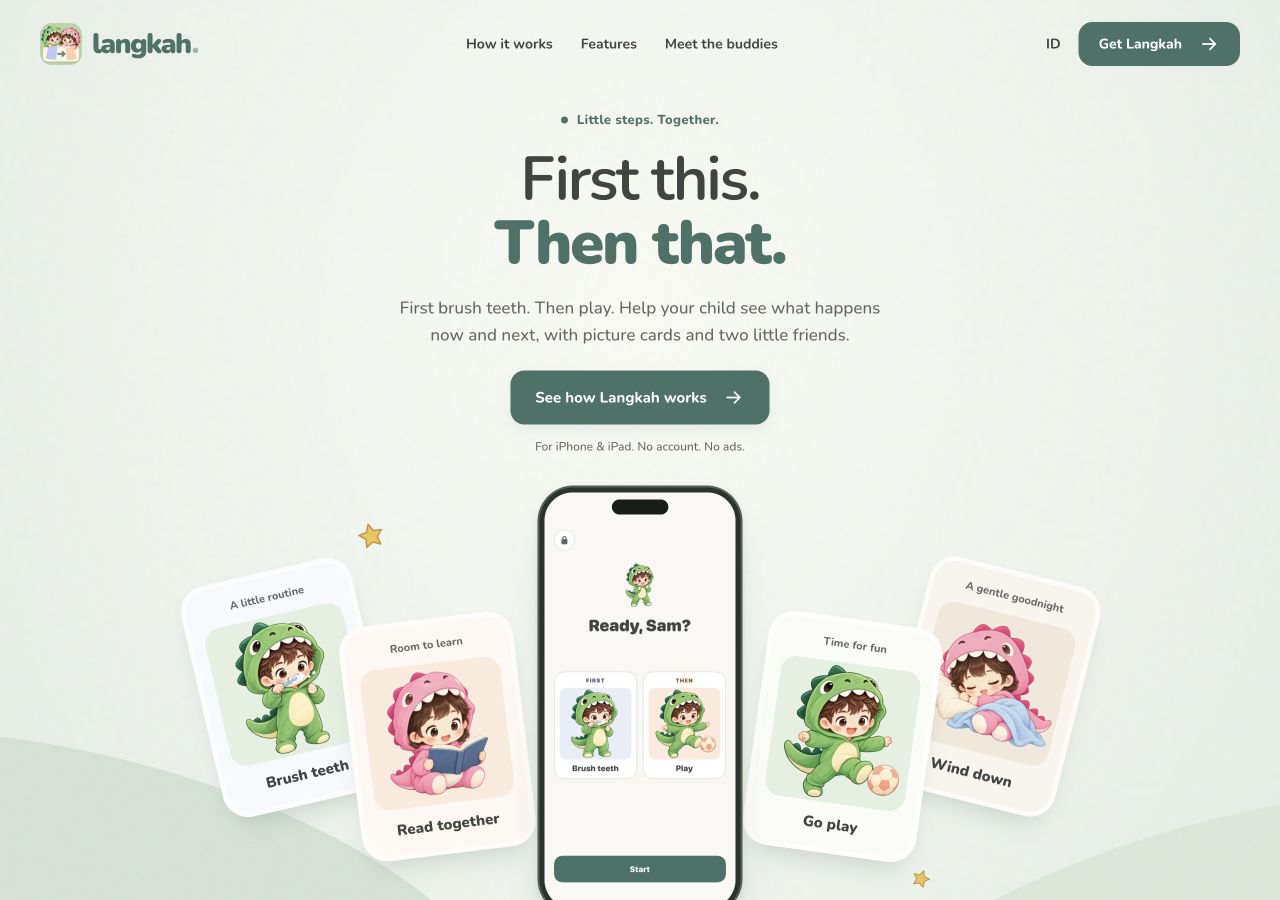 langkah.
How it works
Features
Meet the buddies
ID
Get Langkah
Little steps. Together.
First this.
Then that.
First brush teeth. Then play. Help your child see what happens
now and next, with picture cards and two little friends.
See how Langkah works
For iPhone & iPad. No account. No ads.
A little routine
Brush teeth
Room to learn
Read together
Ready, Sam?
FIRST
Brush teeth
THEN
Play
Start
Time for fun
Go play
A gentle goodnight
Wind down